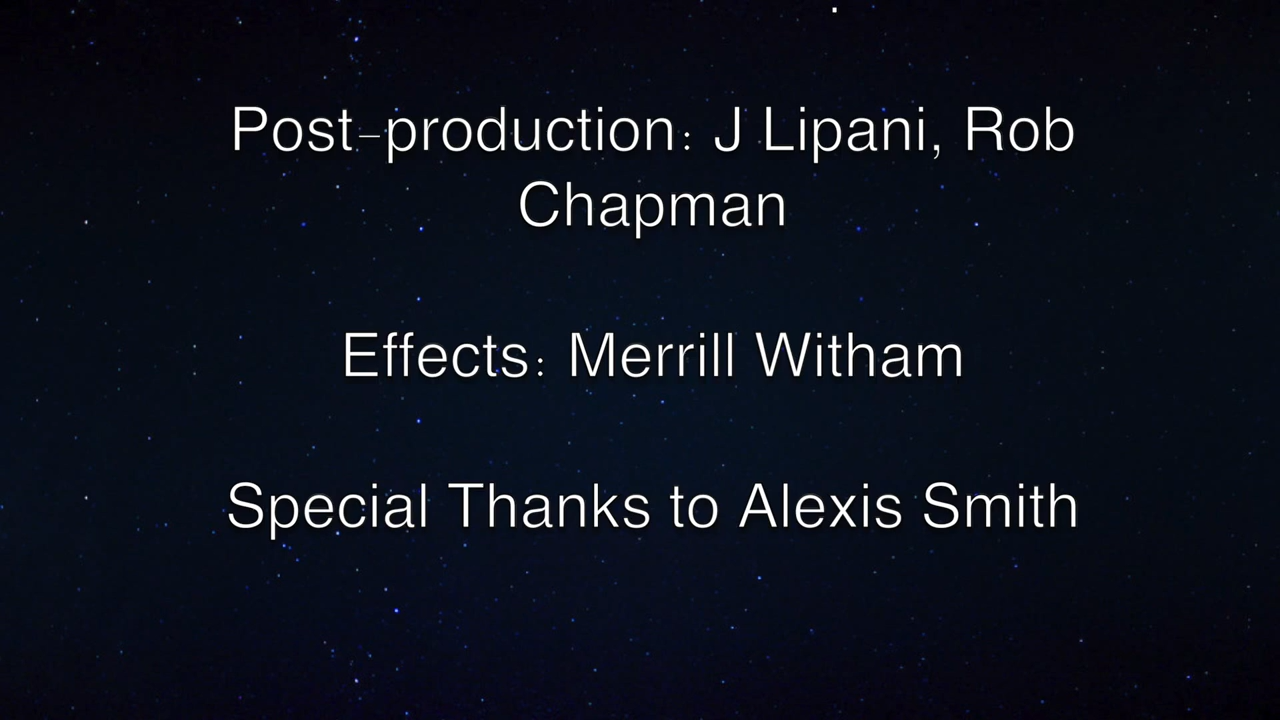 Post-production: J Lipani, Rob
Chapman
Effects: Merrill Witham
Special Thanks to Alexis Smith